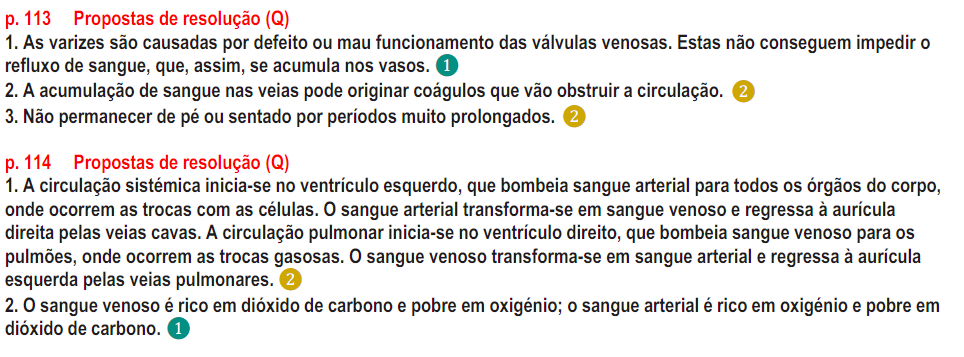 p. 113 Propostas de resolução (Q)
1. As varizes são causadas por defeito ou mau funcionamento das válvulas venosas. Estas não conseguem impedir o
refluxo de sangue, que, assim, se acumula nos vasos. 1
2. A acumulação de sangue nas veias pode originar coágulos que vão obstruir a circulação. 2
3. Não permanecer de pé ou sentado por períodos muito prolongados. 2
p. 114 Propostas de resolução (Q)
1. A circulação sistémica inicia-se no ventrículo esquerdo, que bombeia sangue arterial para todos os órgãos do corpo,
onde ocorrem as trocas com as células. O sangue arterial transforma-se em sangue venoso e regressa à aurícula
direita pelas veias cavas. A circulação pulmonar inicia-se no ventrículo direito, que bombeia sangue venoso para os
pulmões, onde ocorrem as trocas gasosas. O sangue venoso transforma-se em sangue arterial e regressa à aurícula
esquerda pelas veias pulmonares. 2
2. O sangue venoso é rico em dióxido de carbono e pobre em oxigénio; o sangue arterial é rico em oxigénio e pobre em
dióxido de carbono. 1